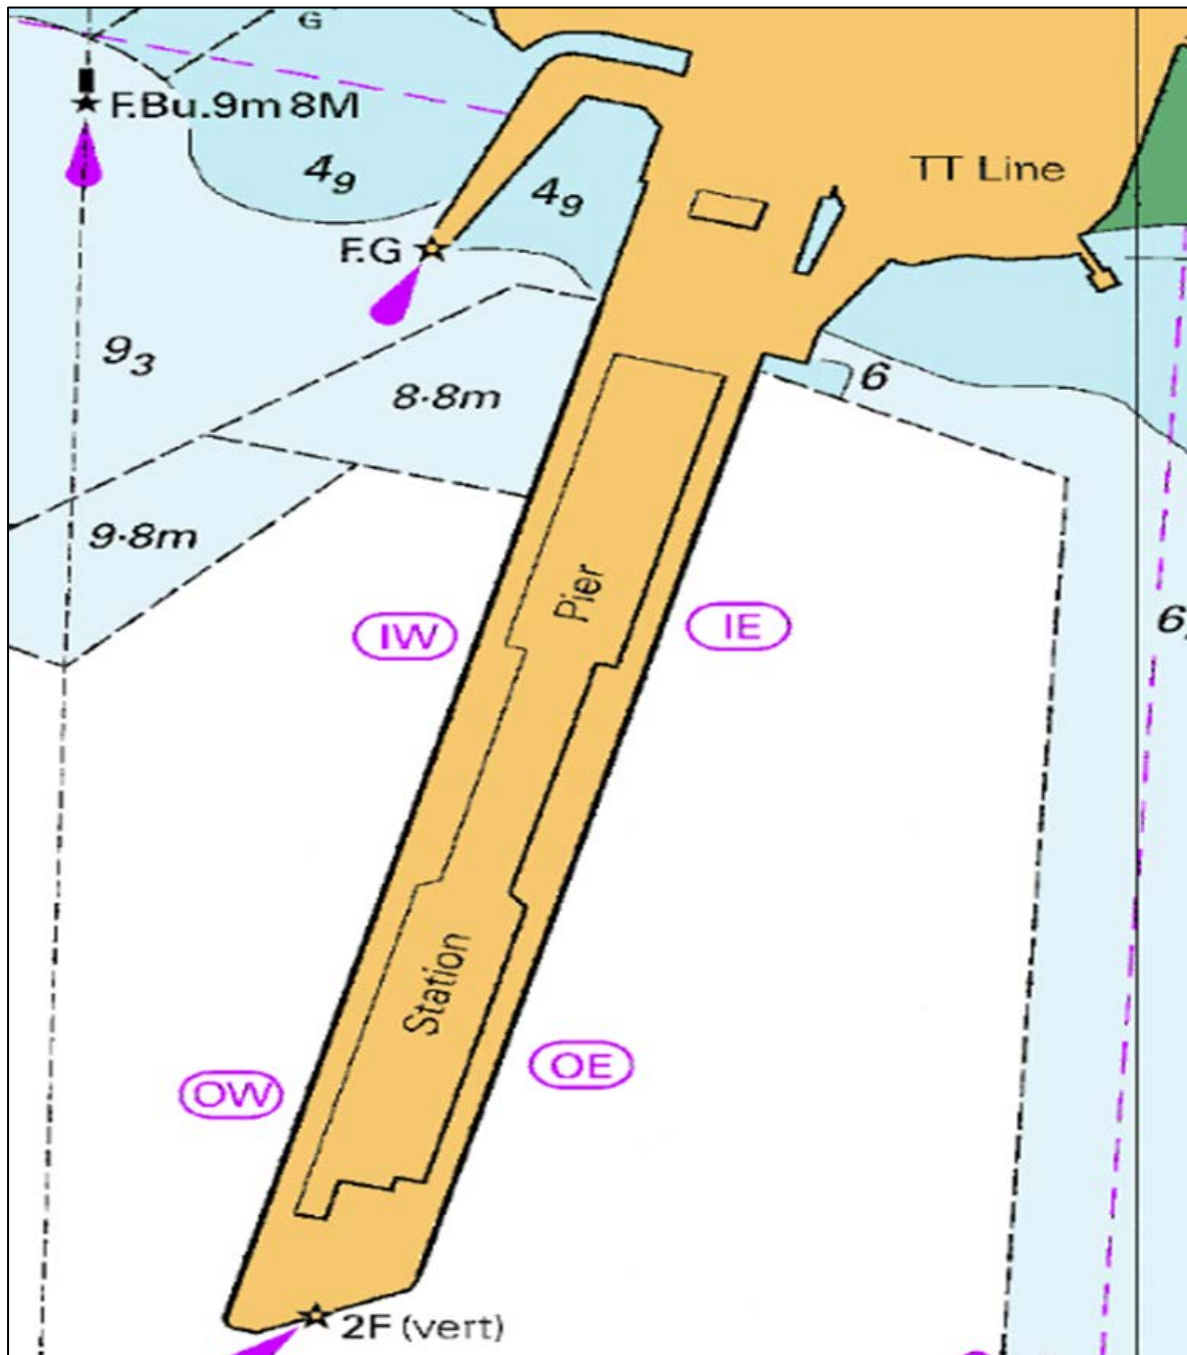 G
F.Bu.9m 8M
4₉
4₉
TT Line
F.G
9₃
8·8m
6
9·8m
Pier
IW
IE
6
Station
OW
OE
2F (vert)